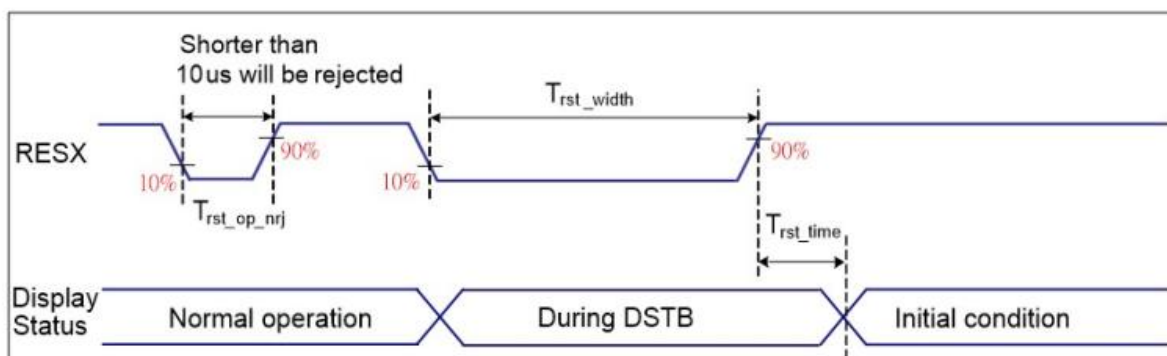 Shorter than
10us will be rejected
Trst_width
RESX
90%
90%
10%
10%
Trst_op_nrj
Trst_time
Display
Status
Normal operation
During DSTB
Initial condition